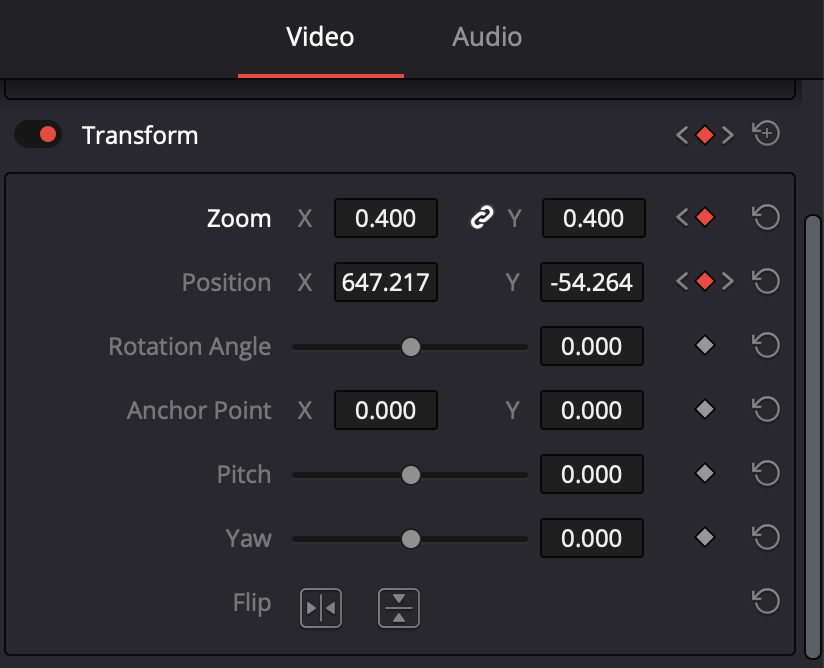 Video Audio
Transform
Zoom X 0.400 Y 0.400
Position X 647.217 Y -54.264
Rotation Angle 0.000
Anchor Point X 0.000 Y 0.000
Pitch 0.000
Yaw 0.000
Flip